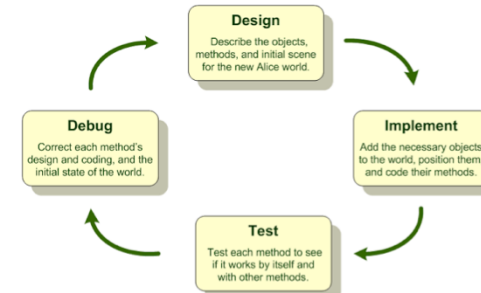 Design
Describe the objects,
methods, and initial scene
for the new Alice world.
Debug
Correct each method's
design and coding, and the
initial state of the world.
Implement
Add the necessary objects
to the world, position them,
and code their methods.
Test
Test each method to see
if it works by itself and
with other methods.